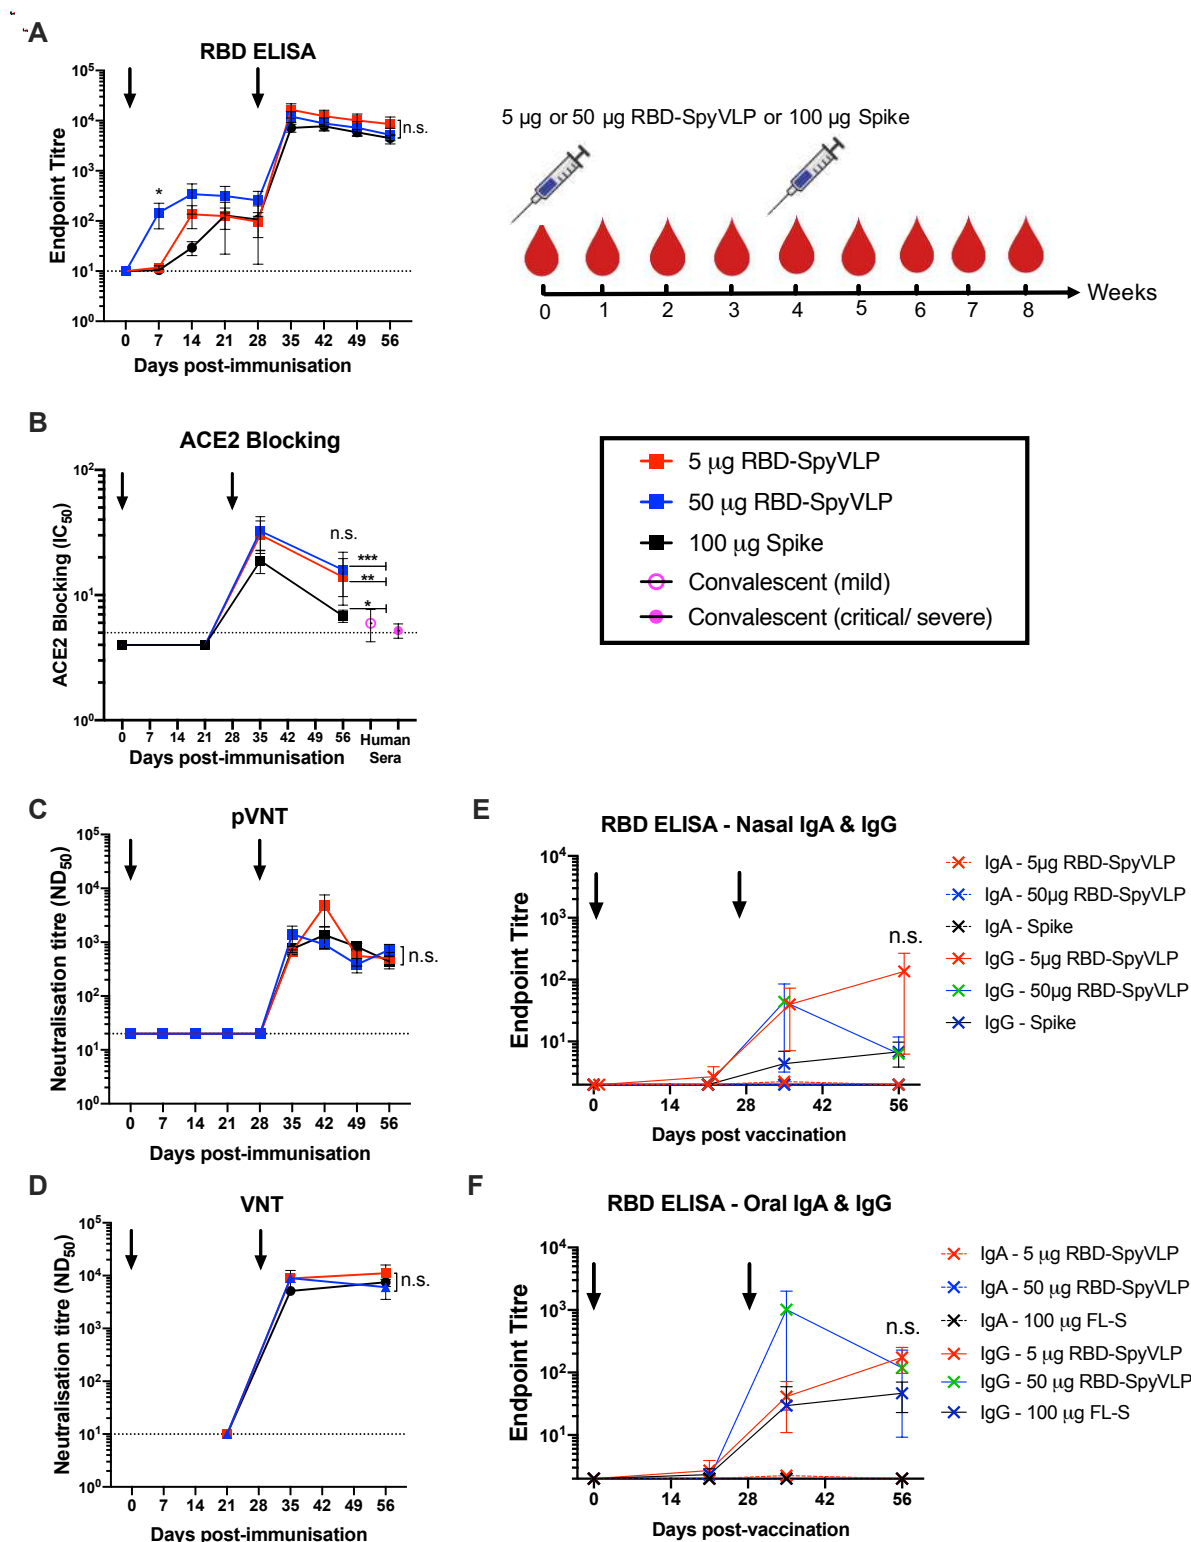 A
RBD ELISA
10⁵
10⁴
10³
10²
10¹
10⁰
Endpoint Titre
*
n.s.
0 7 14 21 28 35 42 49 56
Days post-immunisation
5 µg or 50 µg RBD-SpyVLP or 100 µg Spike
0 1 2 3 4 5 6 7 8
Weeks
B
ACE2 Blocking
10²
10¹
10⁰
ACE2 Blocking (IC₅₀)
n.s.
***
**
*
0 7 14 21 28 35 42 49 56 Human
Sera
Days post-immunisation
5 µg RBD-SpyVLP
50 µg RBD-SpyVLP
100 µg Spike
Convalescent (mild)
Convalescent (critical/ severe)
C
pVNT
10⁵
10⁴
10³
10²
10¹
10⁰
Neutralisation titre (ND₅₀)
n.s.
0 7 14 21 28 35 42 49 56
Days post-immunisation
E
RBD ELISA - Nasal IgA & IgG
10⁴
10³
10²
10¹
Endpoint Titre
n.s.
0 14 28 42 56
Days post vaccination
IgA - 5µg RBD-SpyVLP
IgA - 50µg RBD-SpyVLP
IgA - Spike
IgG - 5µg RBD-SpyVLP
IgG - 50µg RBD-SpyVLP
IgG - Spike
D
VNT
10⁵
10⁴
10³
10²
10¹
10⁰
Neutralisation titre (ND₅₀)
n.s.
0 7 14 21 28 35 42 49 56
Days post-immunisation
F
RBD ELISA - Oral IgA & IgG
10⁴
10³
10²
10¹
Endpoint Titre
n.s.
0 14 28 42 56
Days post-vaccination
IgA - 5 µg RBD-SpyVLP
IgA - 50 µg RBD-SpyVLP
IgA - 100 µg FL-S
IgG - 5 µg RBD-SpyVLP
IgG - 50 µg RBD-SpyVLP
IgG - 100 µg FL-S